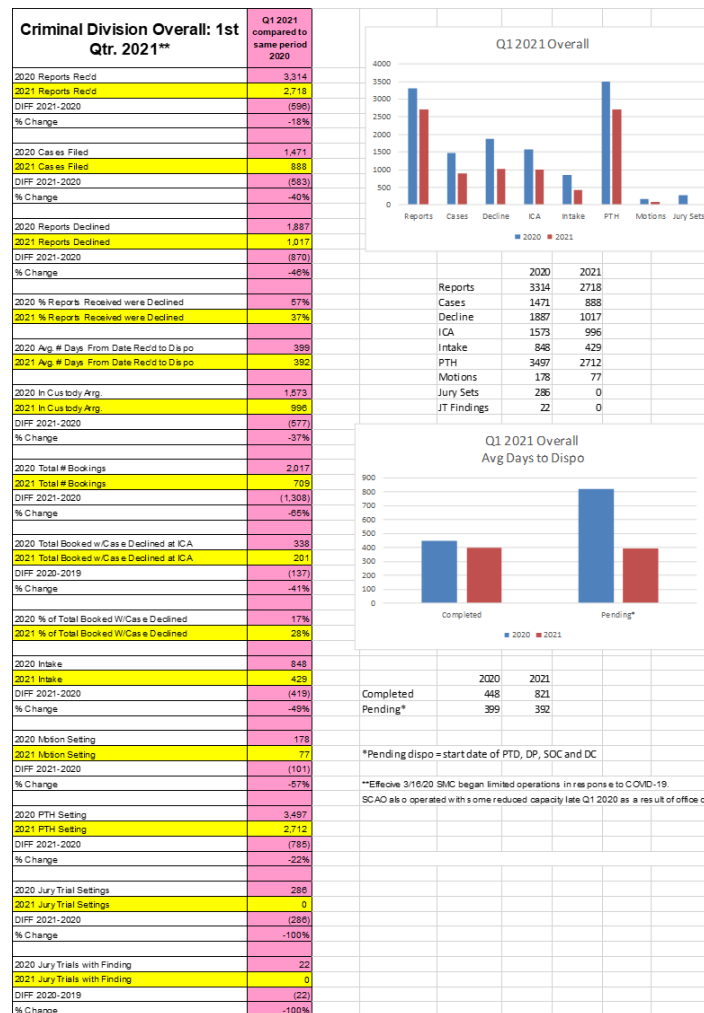 Criminal Division Overall: 1st
Qtr. 2021**
Q1 2021
compared to
same period
2020
2020 Reports Rec'd 3,314
2021 Reports Rec'd 2,718
DIFF 2021-2020 (596)
% Change -18%
2020 Cases Filed 1,471
2021 Cases Filed 888
DIFF 2021-2020 (583)
% Change -40%
2020 Reports Declined 1,887
2021 Reports Declined 1,017
DIFF 2021-2020 (870)
% Change -46%
2020 % Reports Received were Declined 57%
2021 % Reports Received were Declined 37%
2020 Avg. # Days From Date Rec'd to Dispo 399
2021 Avg. # Days From Date Rec'd to Dispo 392
2020 In Custody Arrg. 1,573
2021 In Custody Arrg. 996
DIFF 2021-2020 (577)
% Change -37%
2020 Total # Bookings 2,017
2021 Total # Bookings 709
DIFF 2021-2020 (1,308)
% Change -65%
2020 Total Booked w/Case Declined at ICA 338
2021 Total Booked w/Case Declined at ICA 201
DIFF 2020-2019 (137)
% Change -41%
2020 % of Total Booked W/Case Declined 17%
2021 % of Total Booked W/Case Declined 28%
2020 Intake 848
2021 Intake 429
DIFF 2021-2020 (419)
% Change -49%
2020 Motion Setting 178
2021 Motion Setting 77
DIFF 2021-2020 (101)
% Change -57%
2020 PTH Setting 3,497
2021 PTH Setting 2,712
DIFF 2021-2020 (785)
% Change -22%
2020 Jury Trial Settings 286
2021 Jury Trial Settings 0
DIFF 2021-2020 (286)
% Change -100%
2020 Jury Trials with Finding 22
2021 Jury Trials with Finding 0
DIFF 2020-2019 (22)
% Change -100%
Q1 2021 Overall
4000
3500
3000
2500
2000
1500
1000
500
0
Reports Cases Decline ICA Intake PTH Motions Jury Sets
2020 2021
2020 2021
Reports 3314 2718
Cases 1471 888
Decline 1887 1017
ICA 1573 996
Intake 848 429
PTH 3497 2712
Motions 178 77
Jury Sets 286 0
JT Findings 22 0
Q1 2021 Overall
Avg Days to Dispo
900
800
700
600
500
400
300
200
100
0
Completed Pending*
2020 2021
2020 2021
Completed 448 821
Pending* 399 392
*Pending dispo = start date of PTD, DP, SOC and DC
**Effecive 3/16/20 SMC began limited operations in response to COVID-19.
SCAO also operated with some reduced capacity late Q1 2020 as a result of office